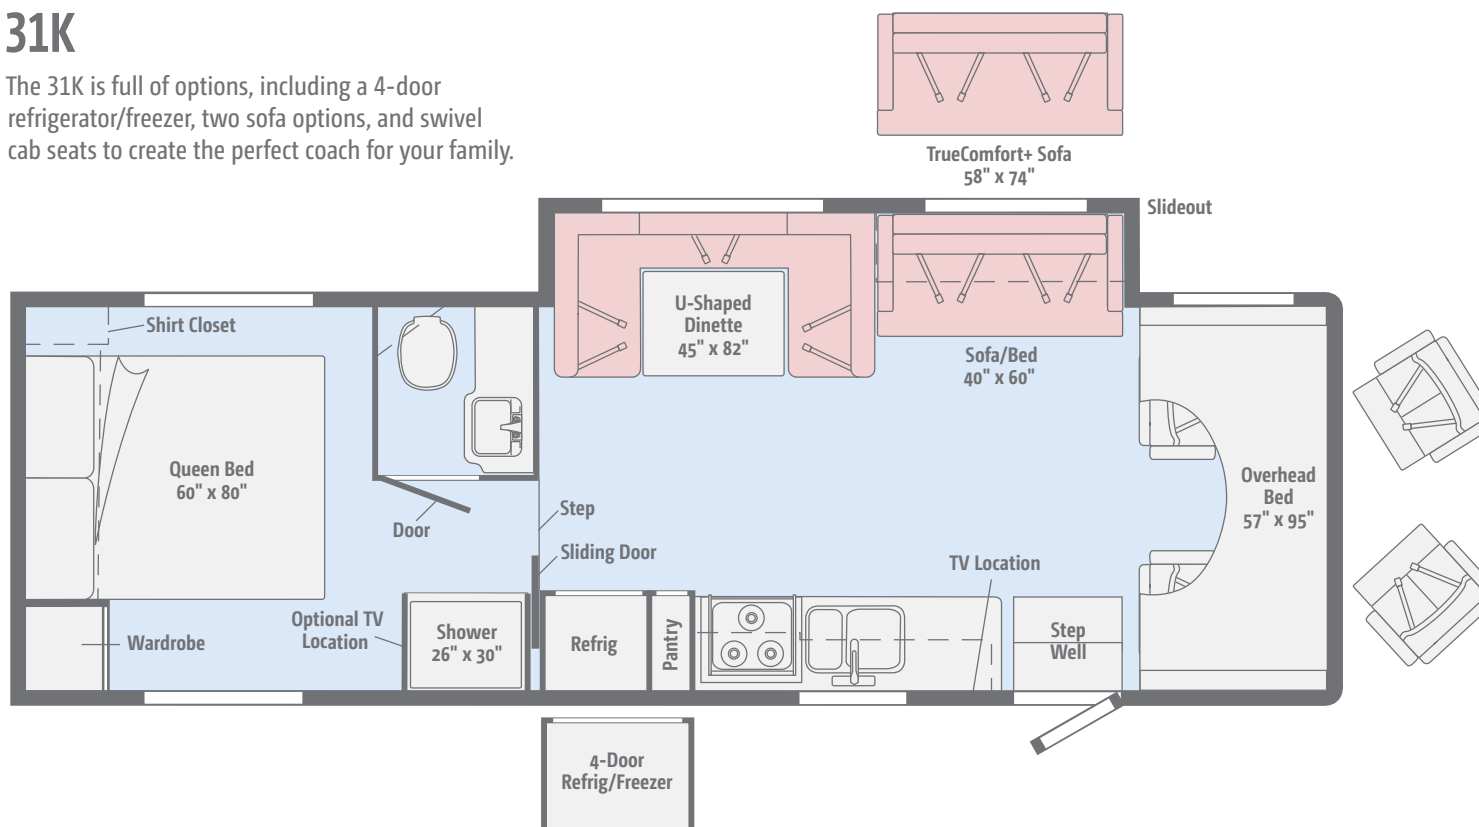 31K
The 31K is full of options, including a 4-door
refrigerator/freezer, two sofa options, and swivel
cab seats to create the perfect coach for your family.
TrueComfort+ Sofa
58" x 74"
Slideout
Shirt Closet
U-Shaped
Dinette
45" x 82"
Sofa/Bed
40" x 60"
Queen Bed
60" x 80"
Door
Step
Sliding Door
Overhead
Bed
57" x 95"
TV Location
Wardrobe
Optional TV
Location
Shower
26" x 30"
Refrig
Pantry
Step
Well
4-Door
Refrig/Freezer